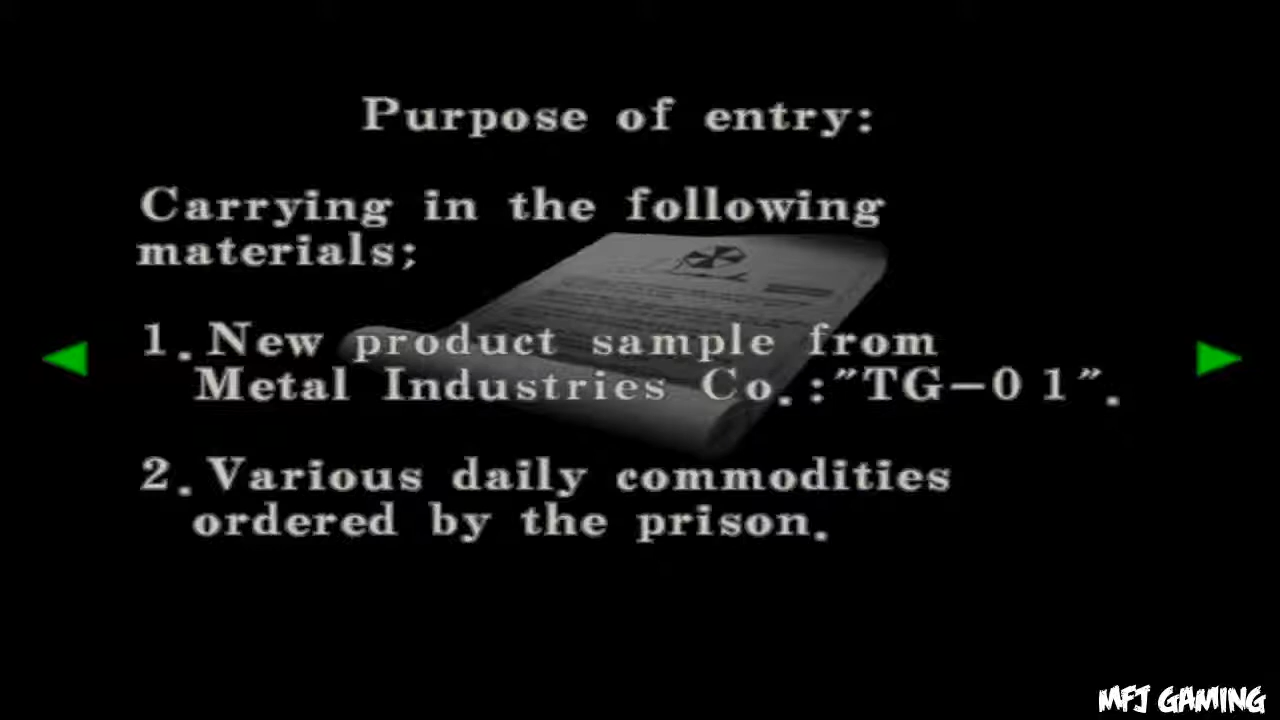 Purpose of entry:
Carrying in the following
materials;
1. New product sample from
Metal Industries Co.:"TG-01".
2. Various daily commodities
ordered by the prison.
MFJ GAMING